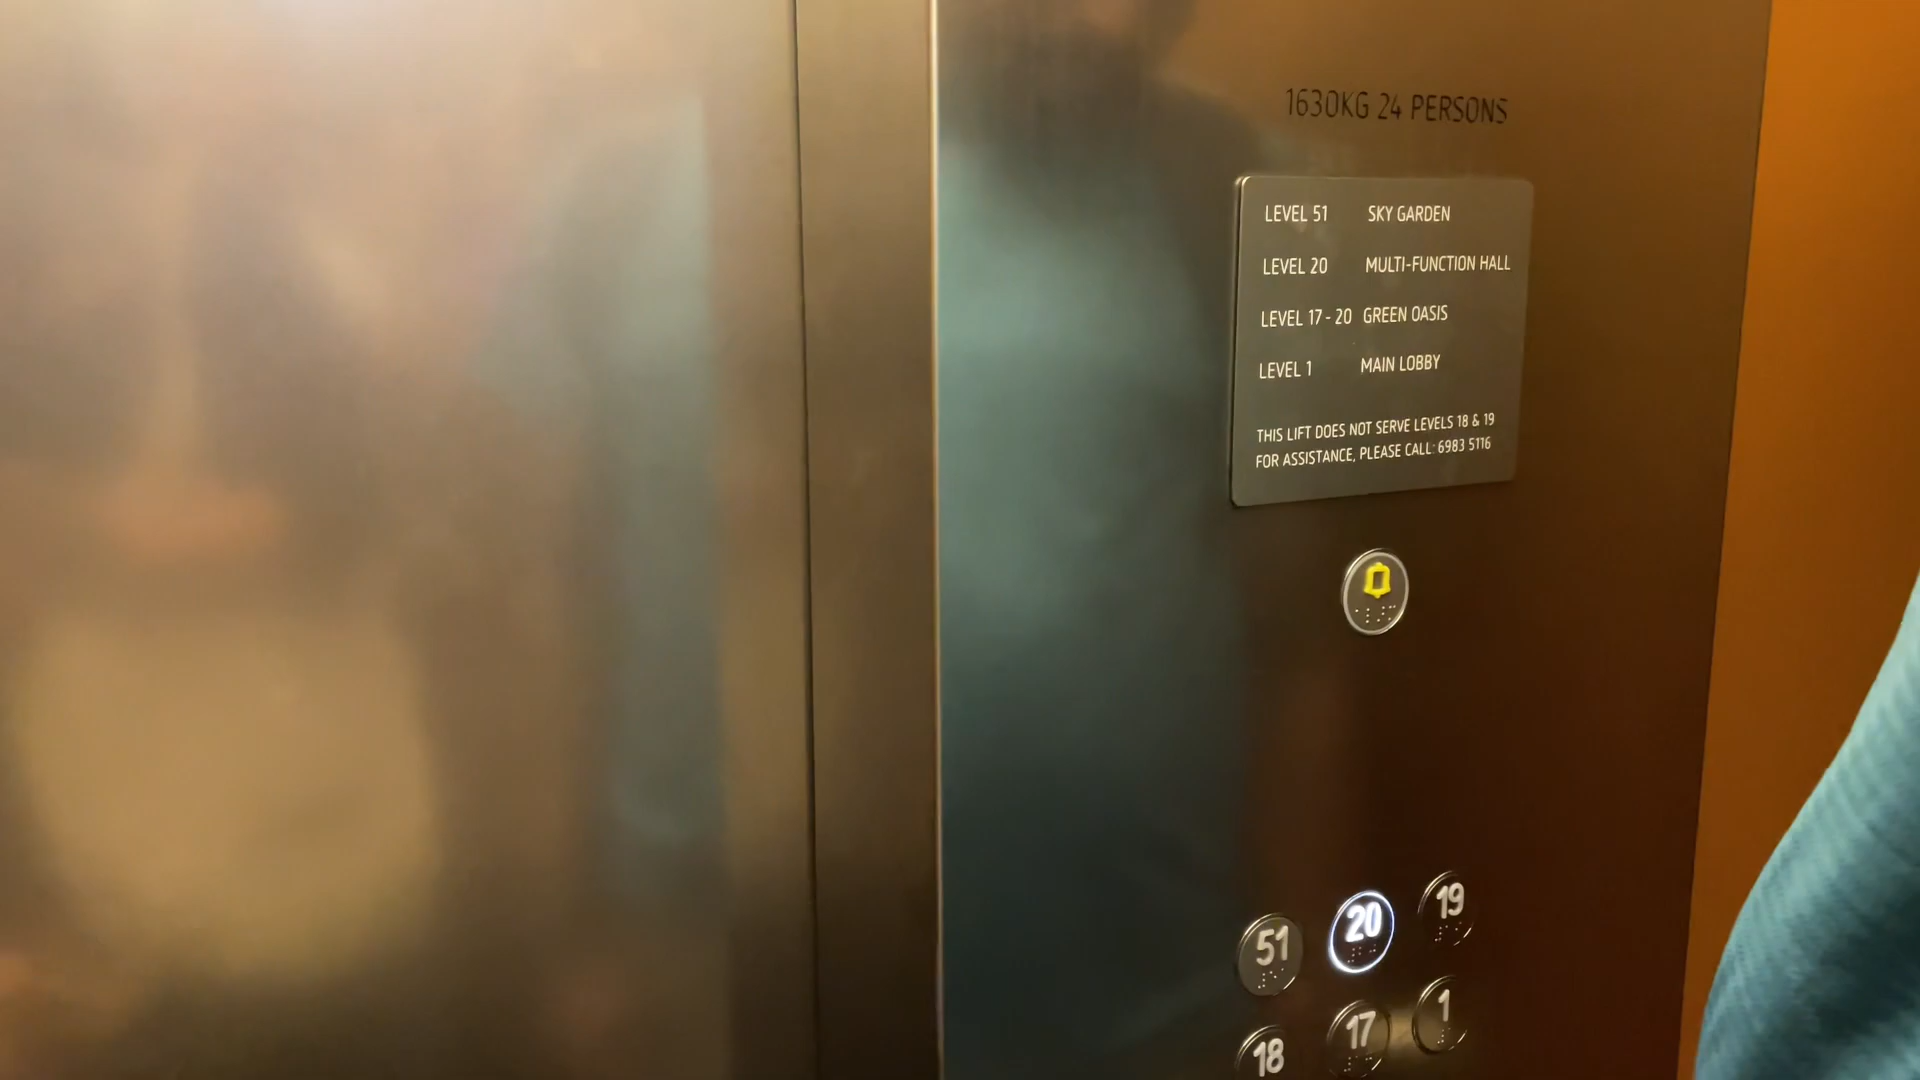 1630KG 24 PERSONS
LEVEL 51 SKY GARDEN
LEVEL 20 MULTI-FUNCTION HALL
LEVEL 17 - 20 GREEN OASIS
LEVEL 1 MAIN LOBBY
THIS LIFT DOES NOT SERVE LEVELS 18 & 19
FOR ASSISTANCE, PLEASE CALL: 6983 5116
51 20 19
18 17 1